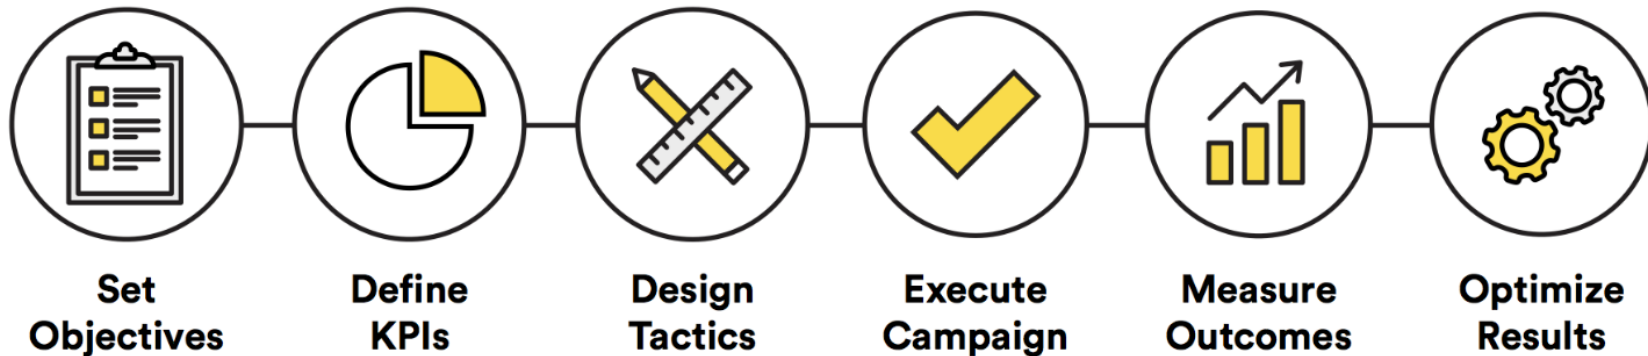 Set
Objectives
Define
KPIs
Design
Tactics
Execute
Campaign
Measure
Outcomes
Optimize
Results